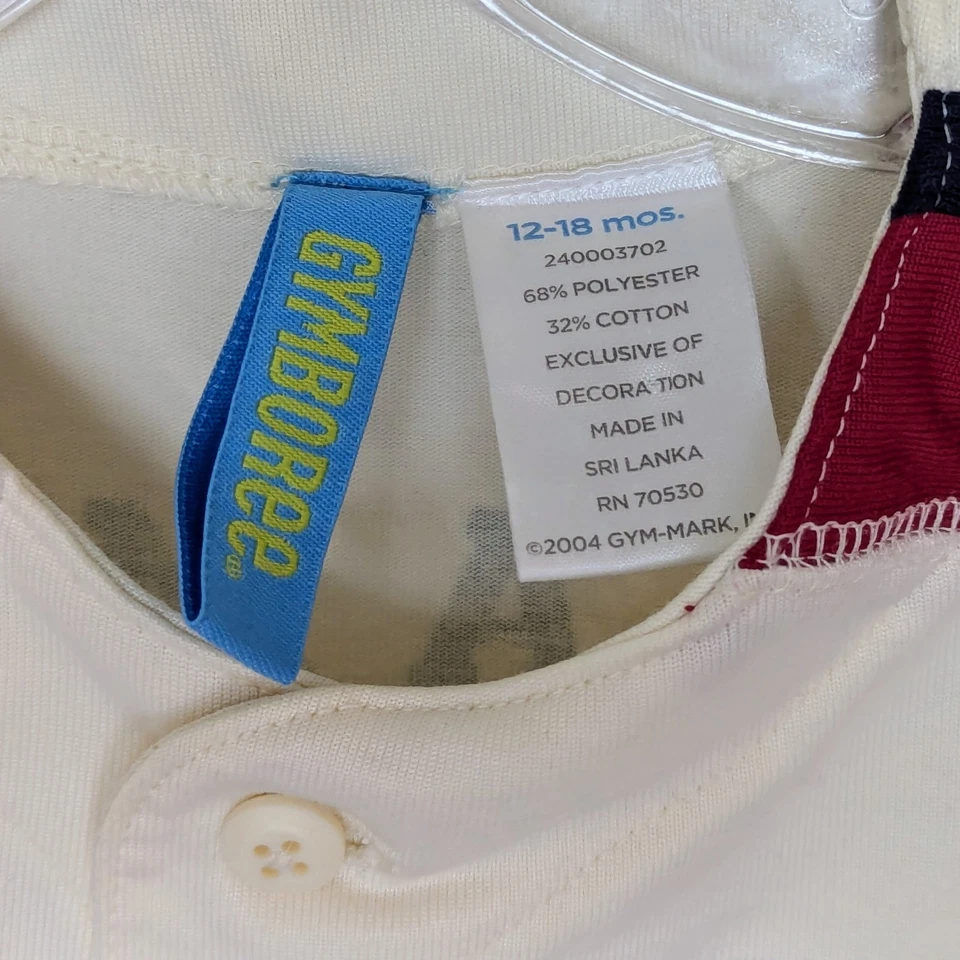 GYMBOREE
12-18 mos.
240003702
68% POLYESTER
32% COTTON
EXCLUSIVE OF
DECORATION
MADE IN
SRI LANKA
RN 70530
©2004 GYM-MARK,